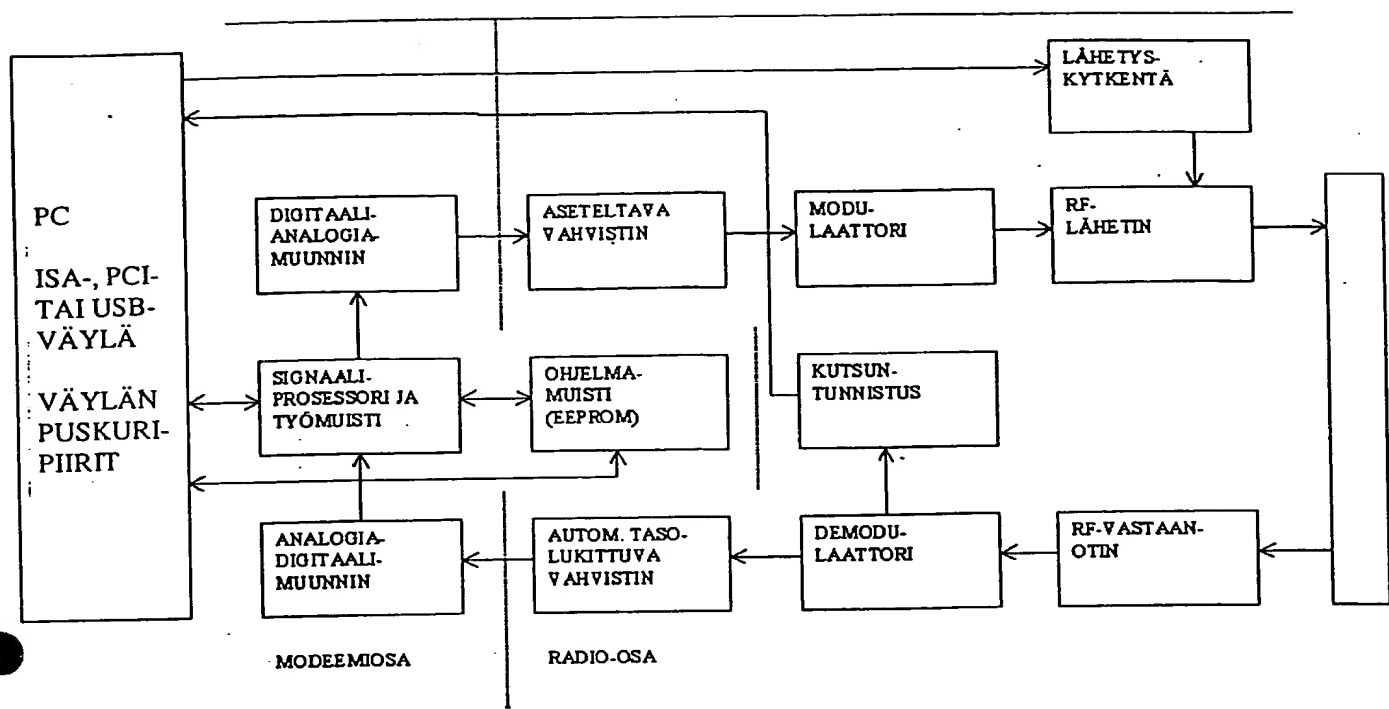 PC
ISA-, PCI-
TAI USB-
VÄYLÄ
VÄYLÄN
PUSKURI-
PIIRIT
LÄHETYS-
KYTKENTÄ
DIGITAALI-
ANALOGIA-
MUUNNIN
ASETELTAVA
VAHVISTIN
MODU-
LAATTORI
RF-
LÄHETIN
SIGNAALI-
PROSESSORI JA
TYÖMUISTI
OHJELMA-
MUISTI
(EEPROM)
KUTSUN-
TUNNISTUS
ANALOGIA-
DIGITAALI-
MUUNNIN
AUTOM. TASO-
LUKITTUVA
VAHVISTIN
DEMODU-
LAATTORI
RF-VASTAAN-
OTIN
MODEEMIOSA
RADIO-OSA